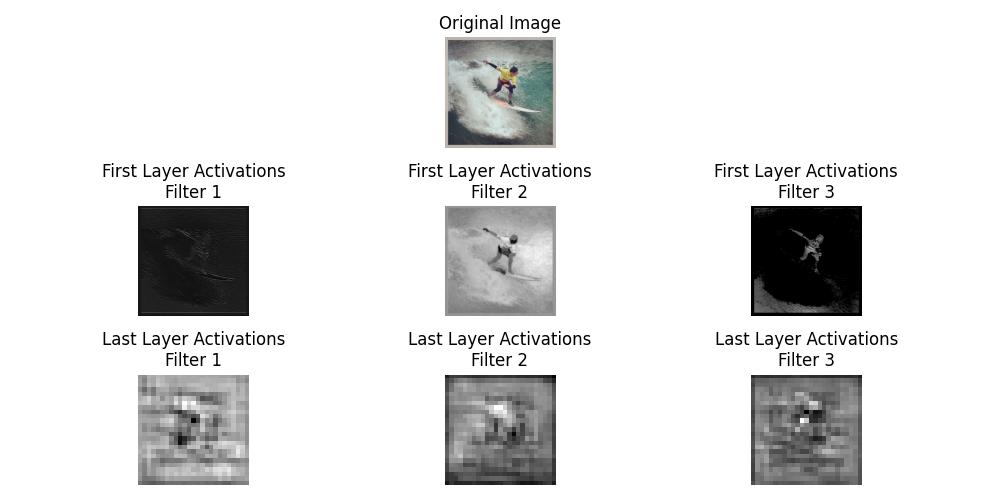 Original Image
First Layer Activations
Filter 1
First Layer Activations
Filter 2
First Layer Activations
Filter 3
Last Layer Activations
Filter 1
Last Layer Activations
Filter 2
Last Layer Activations
Filter 3